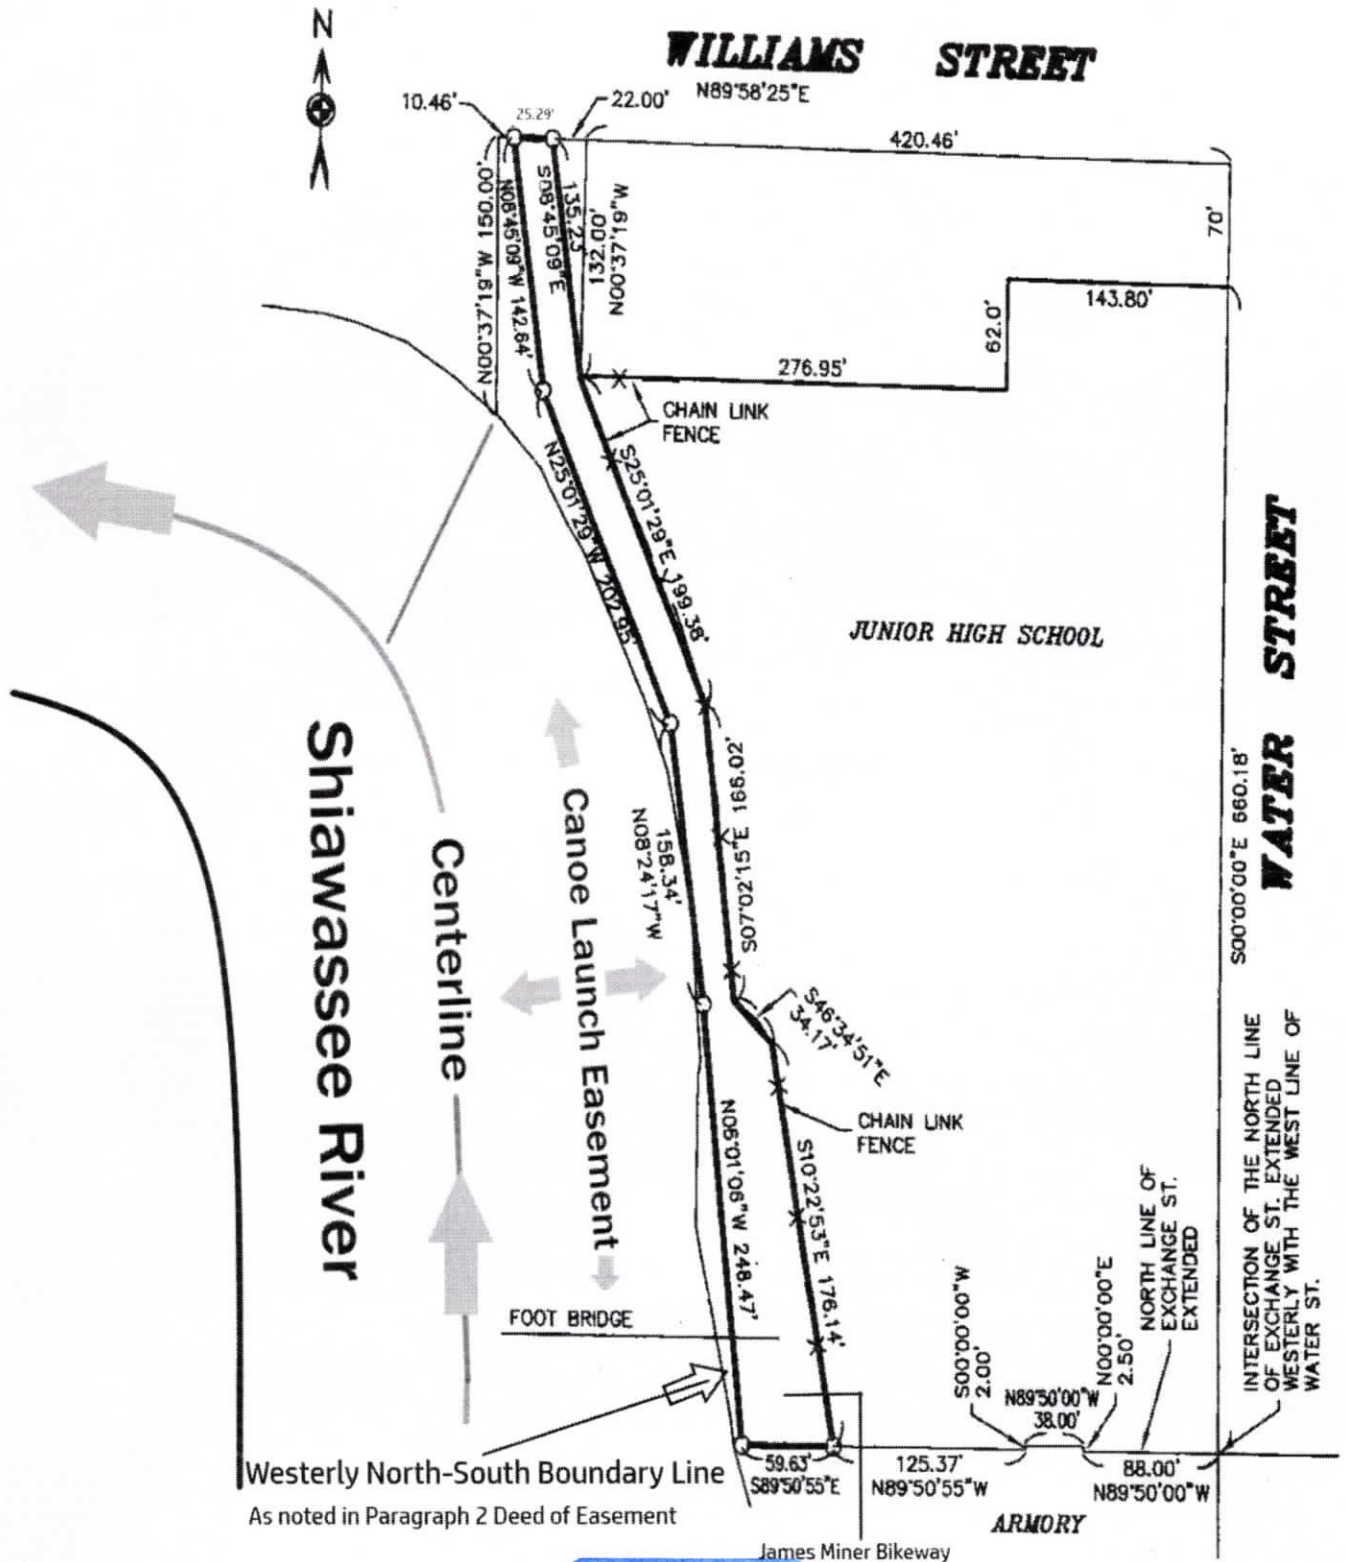 N
WILLIAMS STREET
N89°58'25"E
10.46'
25.29'
22.00'
420.46'
N00°37'19"W 150.00'
N08°45'09"W 142.64'
S08°45'09"E
135.23
132.00'
N00°37'19"W
70'
143.80'
62.0'
276.95'
CHAIN LINK
FENCE
N25°01'29"W 202.95'
S25°01'29"E 199.38'
JUNIOR HIGH SCHOOL
WATER STREET
S00°00'00"E 660.18'
Shiawassee River
Centerline
Canoe Launch Easement
158.34'
N08°24'17"W
S07°02'15"E 166.02'
S46°34'51"E
34.17'
CHAIN LINK
FENCE
N06°01'06"W 248.47'
S10°22'53"E 176.14'
FOOT BRIDGE
S00°00'00"W
2.00'
N89°50'00"W
38.00'
N00°00'00"E
2.50'
NORTH LINE OF
EXCHANGE ST.
EXTENDED
INTERSECTION OF THE NORTH LINE
OF EXCHANGE ST. EXTENDED
WESTERLY WITH THE WEST LINE OF
WATER ST.
Westerly North-South Boundary Line
As noted in Paragraph 2 Deed of Easement
59.63'
S89°50'55"E
125.37'
N89°50'55"W
88.00'
N89°50'00"W
ARMORY
James Miner Bikeway